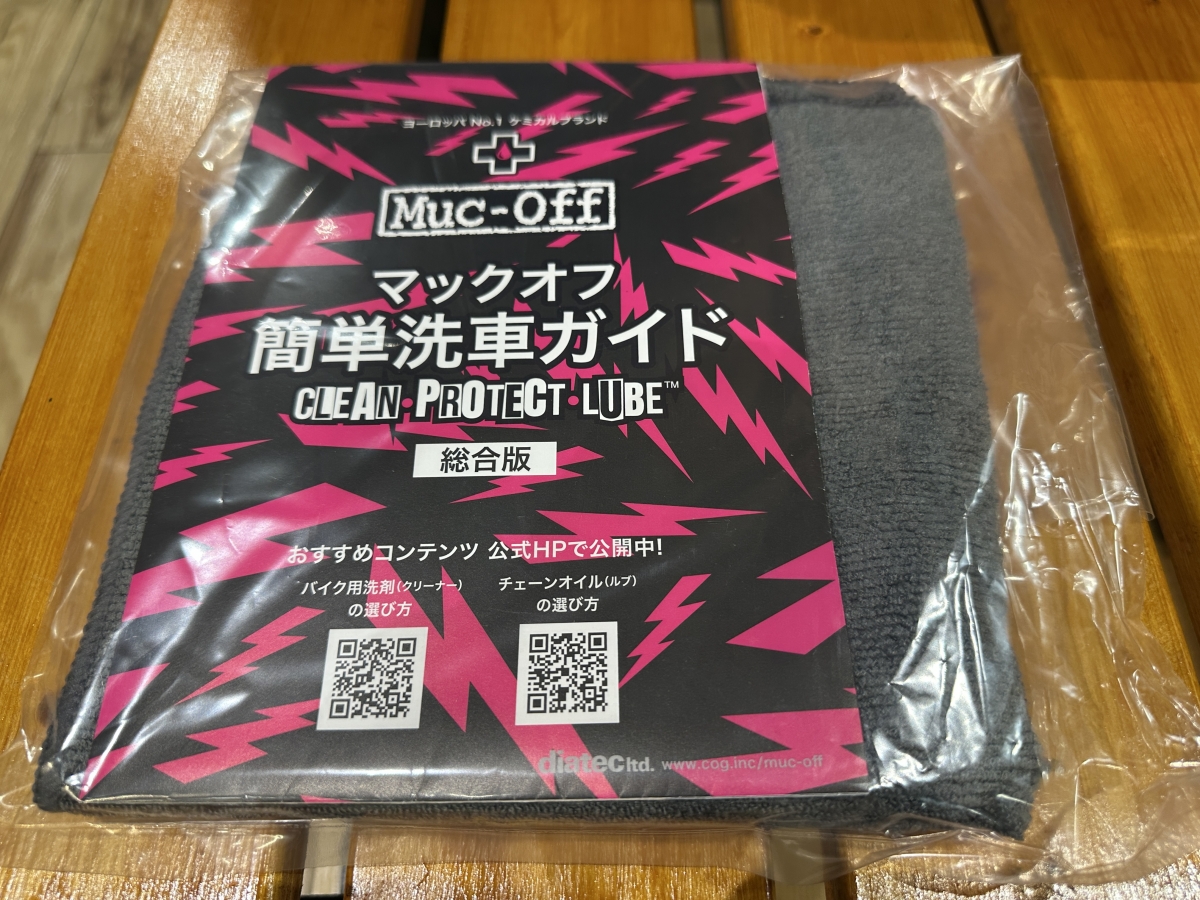 ヨーロッパ No.1 ケミカルブランド
Muc-Off
マックオフ
簡単洗車ガイド
CLEAN・PROTECT・LUBE™
総合版
おすすめコンテンツ 公式HPで公開中!
バイク用洗剤(クリーナー)
の選び方
チェーンオイル(ルブ)
の選び方
diatec ltd. www.cog.inc/muc-off